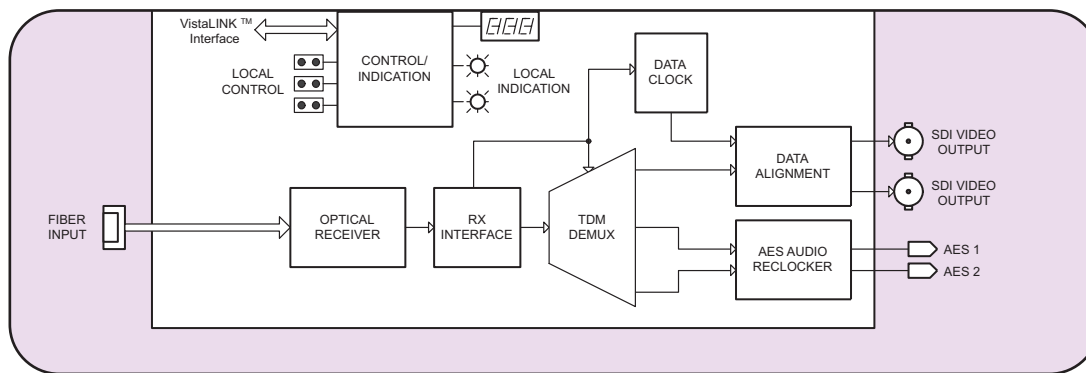 VistaLINK ™
Interface
CONTROL/
INDICATION
LOCAL
CONTROL
LOCAL
INDICATION
DATA
CLOCK
DATA
ALIGNMENT
SDI VIDEO
OUTPUT
SDI VIDEO
OUTPUT
FIBER
INPUT
OPTICAL
RECEIVER
RX
INTERFACE
TDM
DEMUX
AES AUDIO
RECLOCKER
AES 1
AES 2